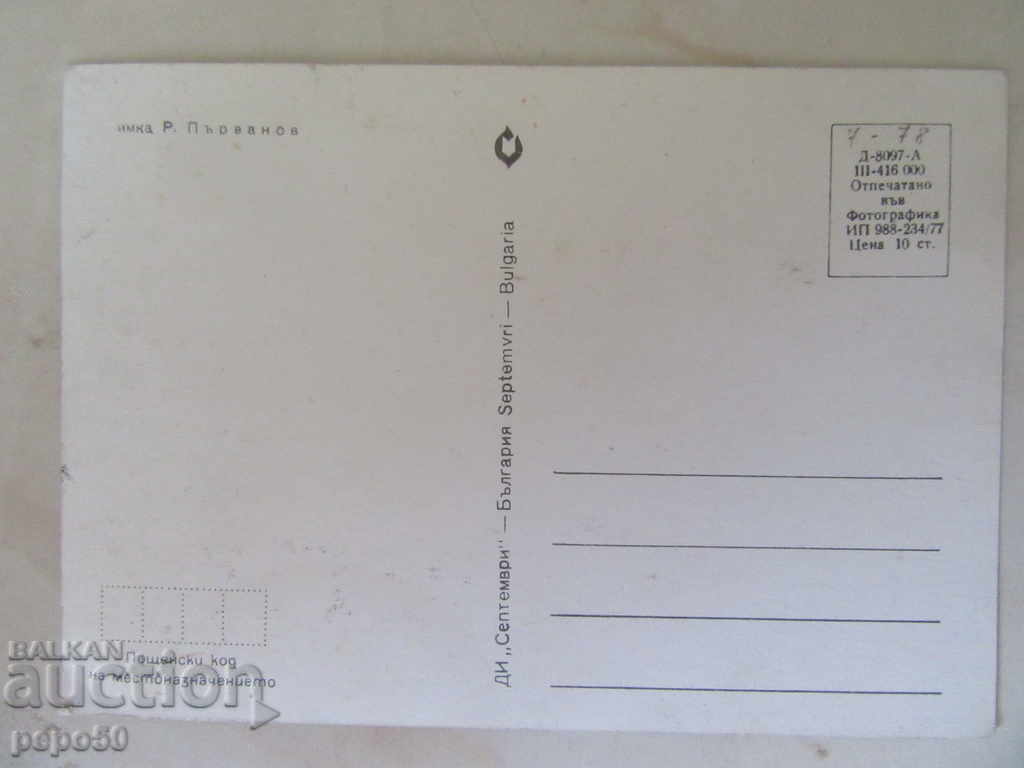 имка Р. Първанов
7 - 78
Д-8097-А
111-416 000
Отпечатано
във
Фотографика
ИП 988-234/77
Цена 10 ст.
ДИ „Септември" — България Septemvri — Bulgaria
Пощенски код
на местоназначението
BALKAN
auction
pepo50